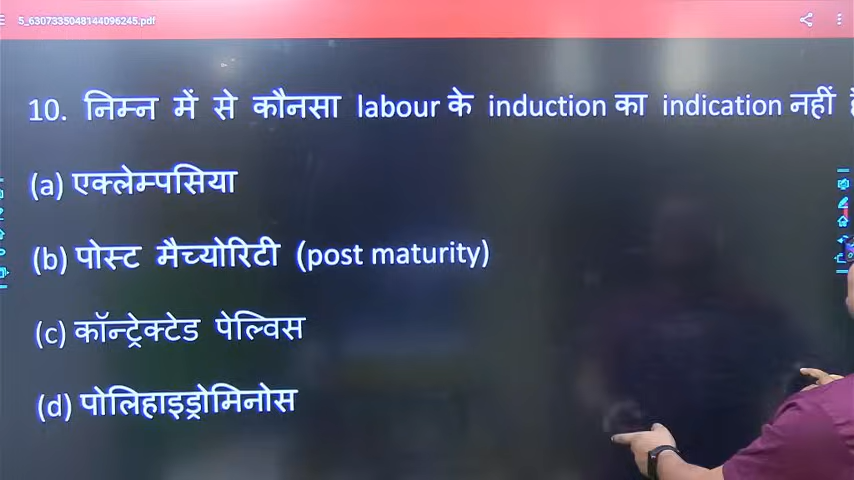 5_6307335048144096245.pdf
10. निम्न में से कौनसा labour के induction का indication नहीं
(a) एक्लेम्पसिया
(b) पोस्ट मैच्योरिटी (post maturity)
(c) कॉन्ट्रेक्टेड पेल्विस
(d) पोलिहाइड्रोमिनोस